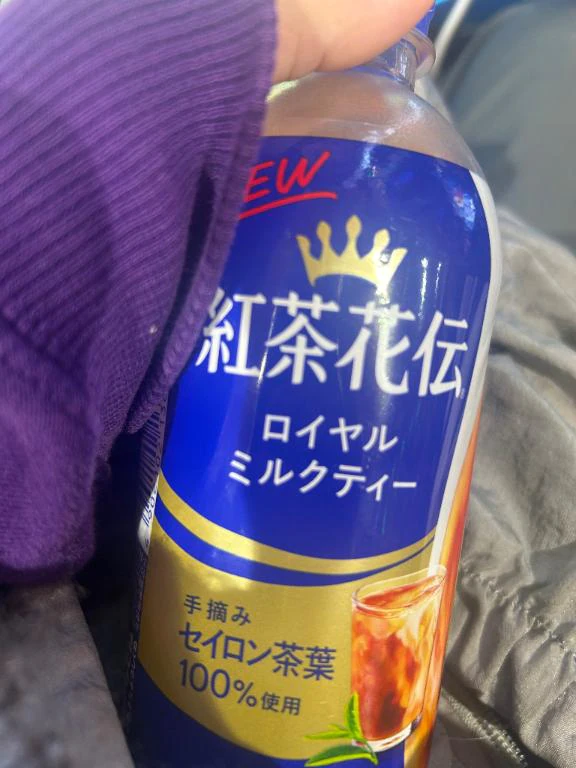 EW
紅茶花伝
ロイヤル
ミルクティー
手摘み
セイロン茶葉
100%使用